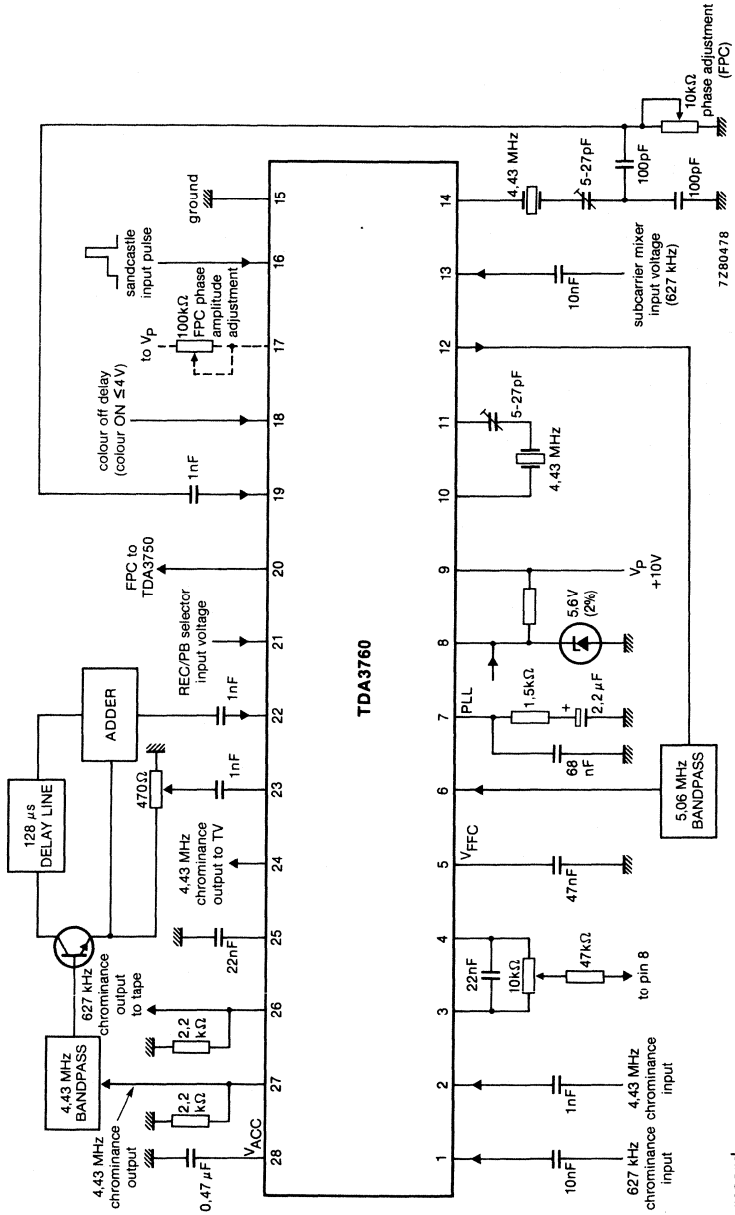 4,43 MHz
chrominance
output
4,43 MHz
BANDPASS
627 kHz
chrominance
output
to tape
128 µs
DELAY LINE
ADDER
470Ω
4,43 MHz
chrominance
output to TV
REC/PB selector
input voltage
FPC to
TDA3750
colour off delay
(colour ON ≤4V)
to VP
100kΩ
FPC phase
amplitude
adjustment
sandcastle
input pulse
ground
0,47 µF
2,2
kΩ
2,2
kΩ
22nF
1nF
1nF
1nF
VACC
28
27
26
25
24
23
22
21
20
19
18
17
16
15
TDA3760
1
2
3
4
5
6
7
8
9
10
11
12
13
14
VFFC
PLL
10nF
627 kHz
chrominance
input
1nF
4,43 MHz
chrominance
input
22nF
10kΩ
47kΩ
to pin 8
47nF
5,06 MHz
BANDPASS
68
nF
1,5kΩ
+
2,2 µF
5,6V
(2%)
VP
+10V
4,43 MHz
5-27pF
10nF
subcarrier mixer
input voltage
(627 kHz)
4,43 MHz
5-27pF
100pF
100pF
10kΩ
phase adjustment
(FPC)
7Z80478